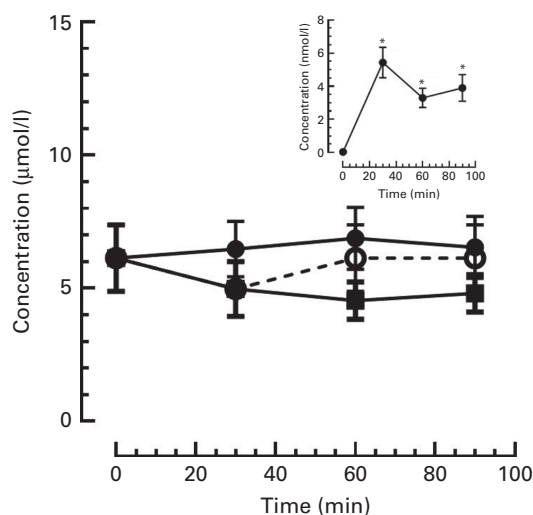 15
10
5
0
Concentration (μmol/l)
0 20 40 60 80 100
Time (min)
8
6
4
2
0
Concentration (nmol/l)
* * *
0 20 40 60 80 100
Time (min)